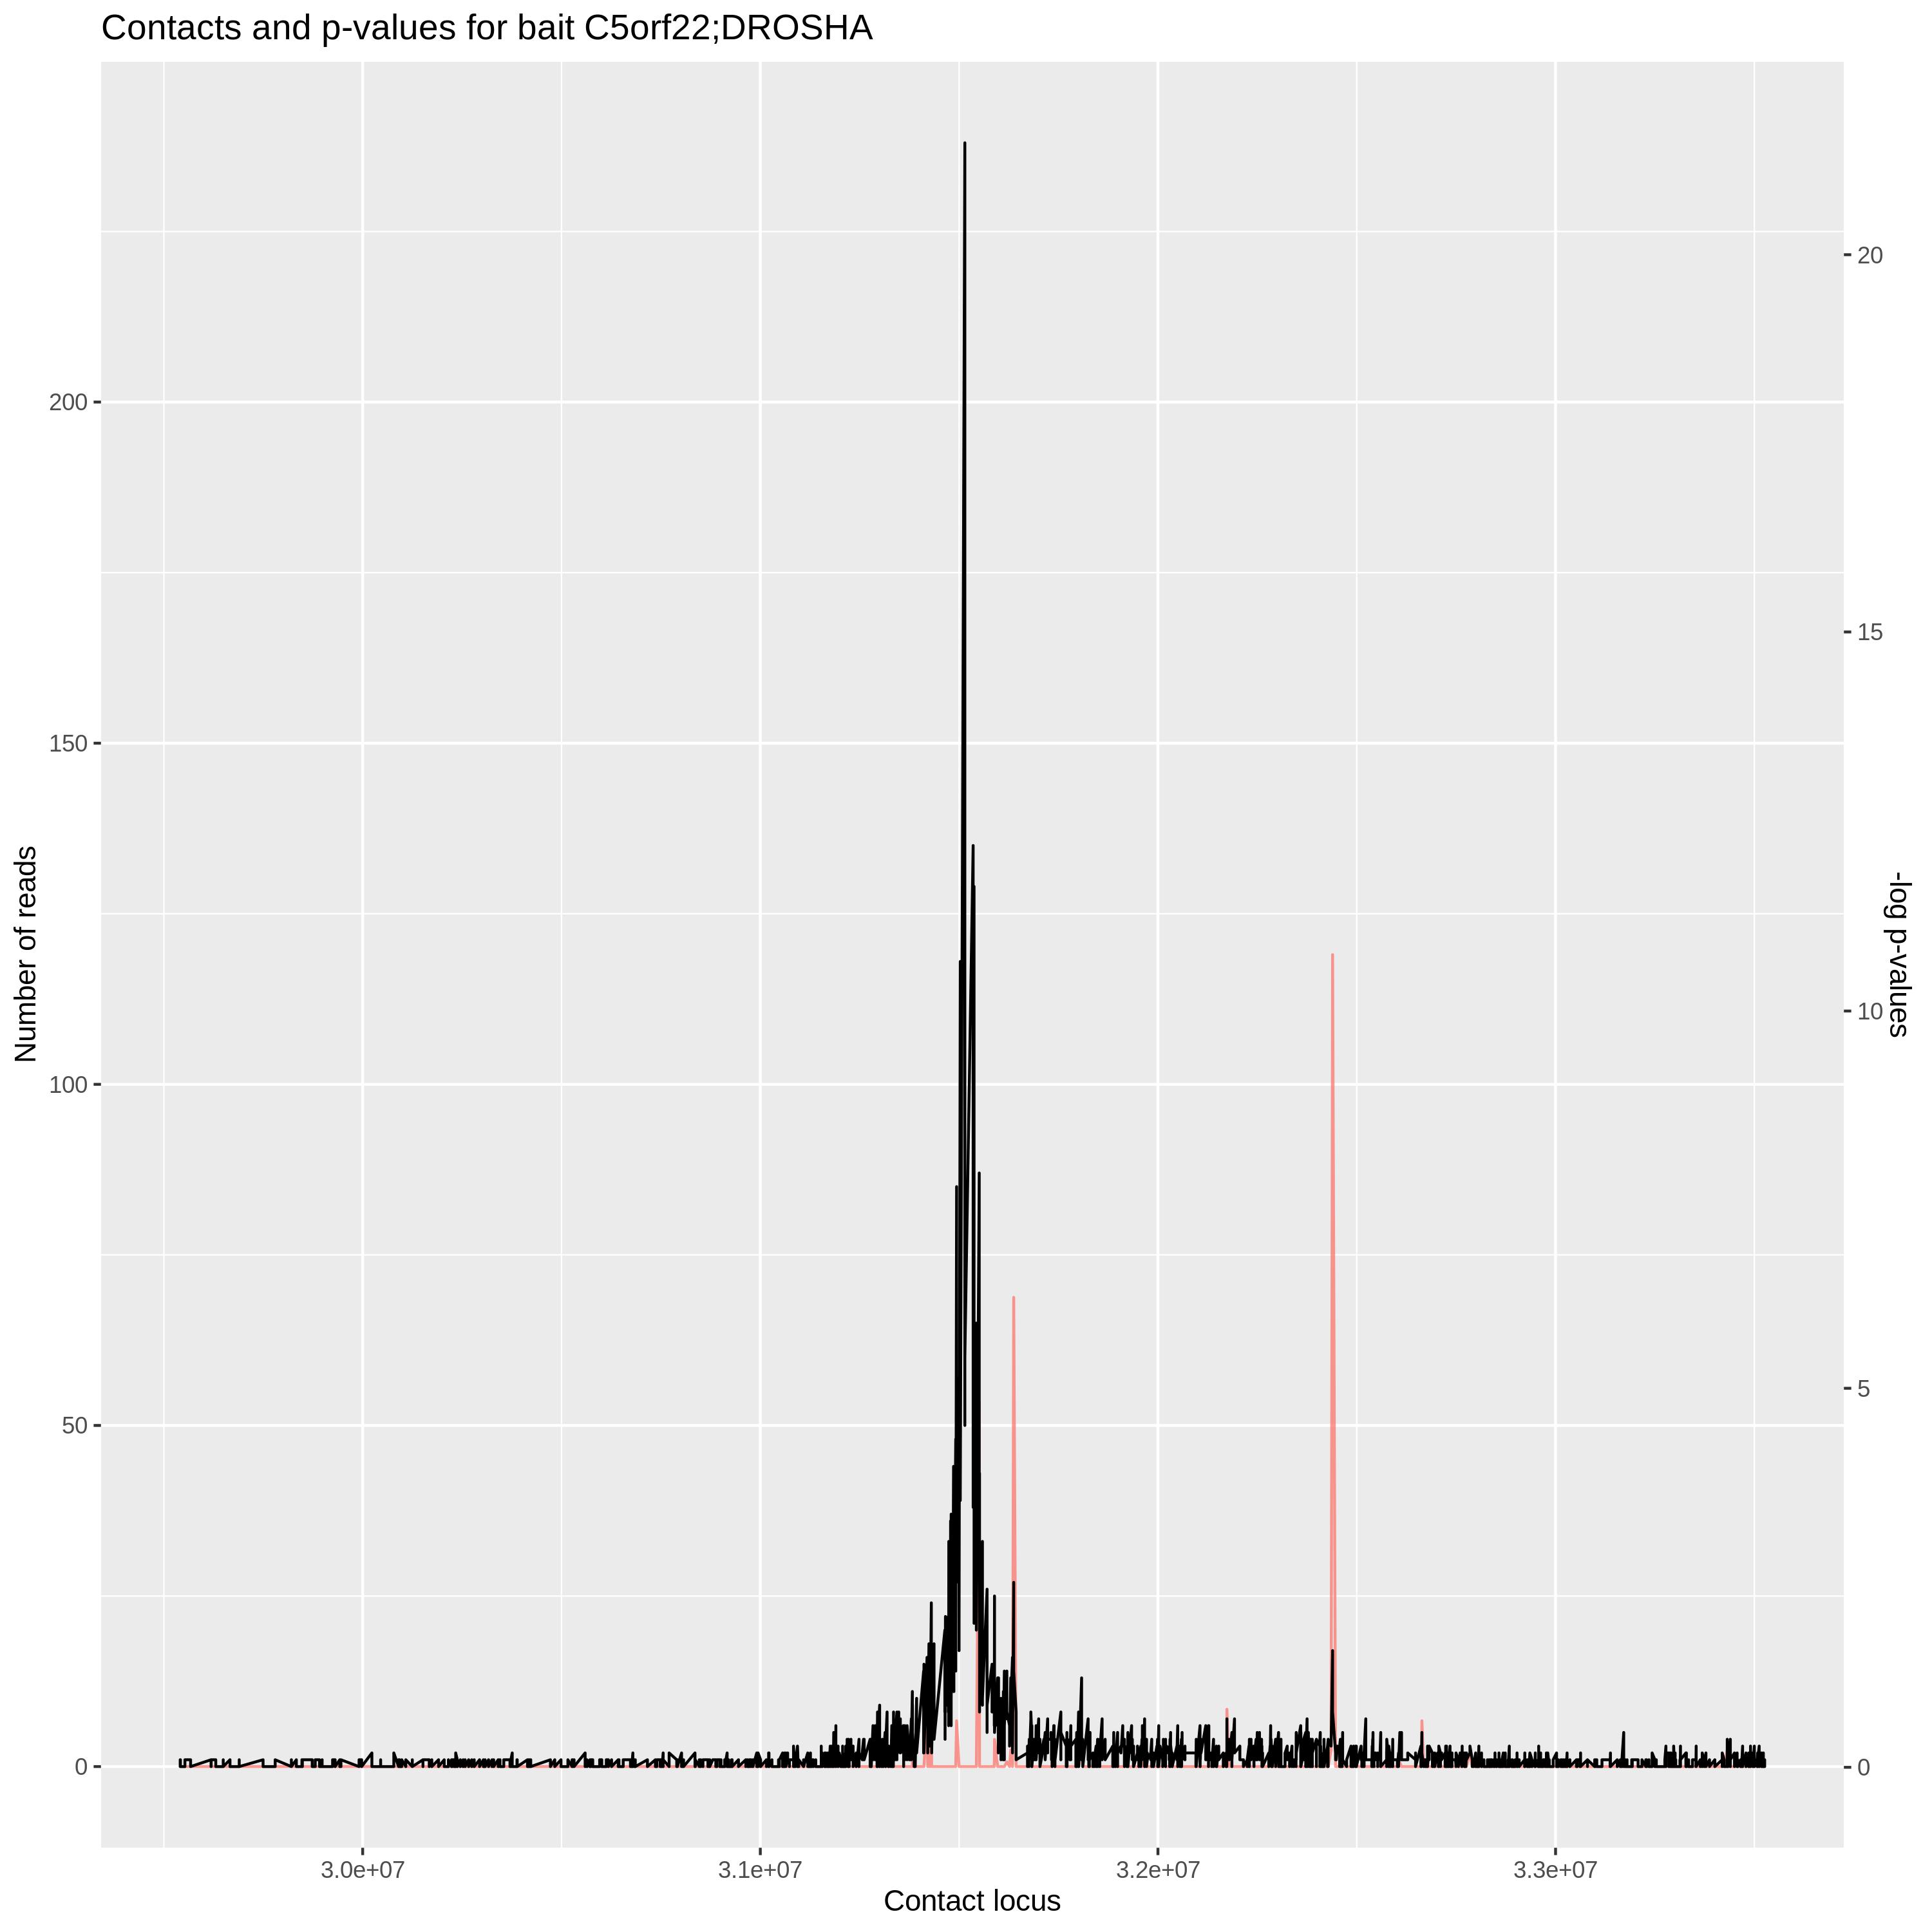 Contacts and p-values for bait C5orf22;DROSHA
Number of reads
200
150
100
50
0
20
15
10
5
0
-log p-values
3.0e+07 3.1e+07 3.2e+07 3.3e+07
Contact locus